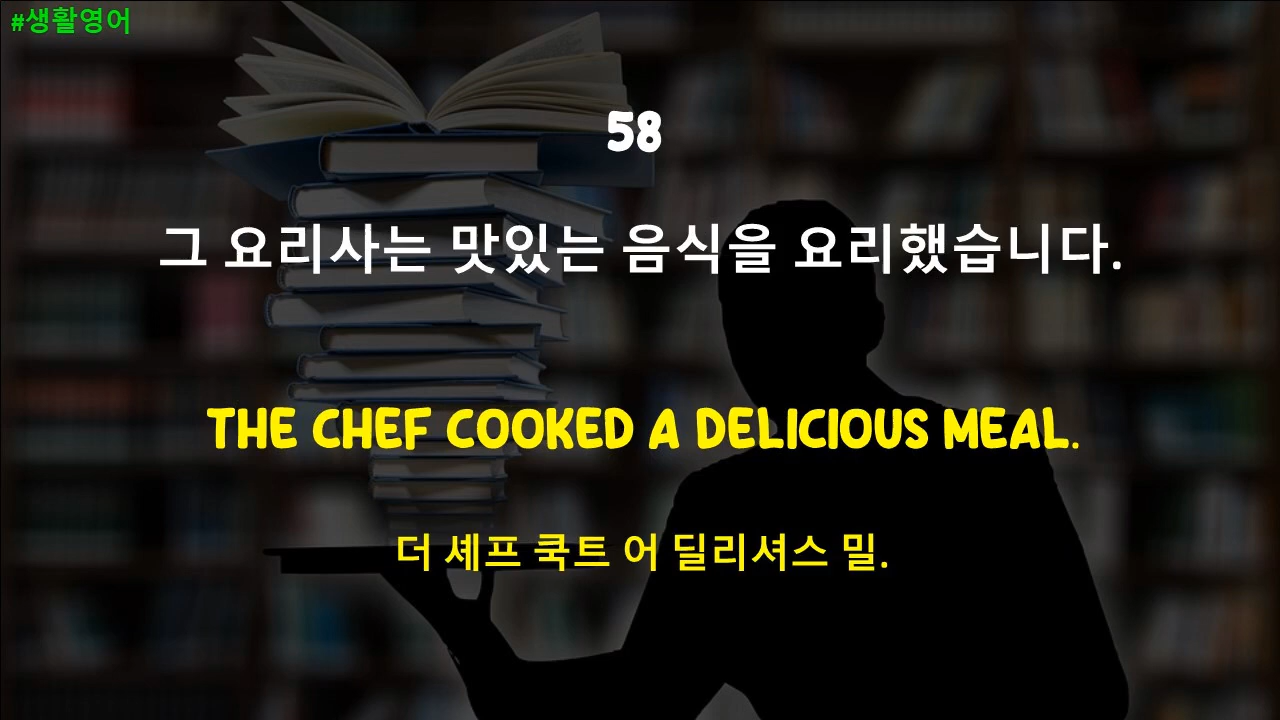 #생활영어
58
그 요리사는 맛있는 음식을 요리했습니다.
THE CHEF COOKED A DELICIOUS MEAL.
더 셰프 쿡트 어 딜리셔스 밀.